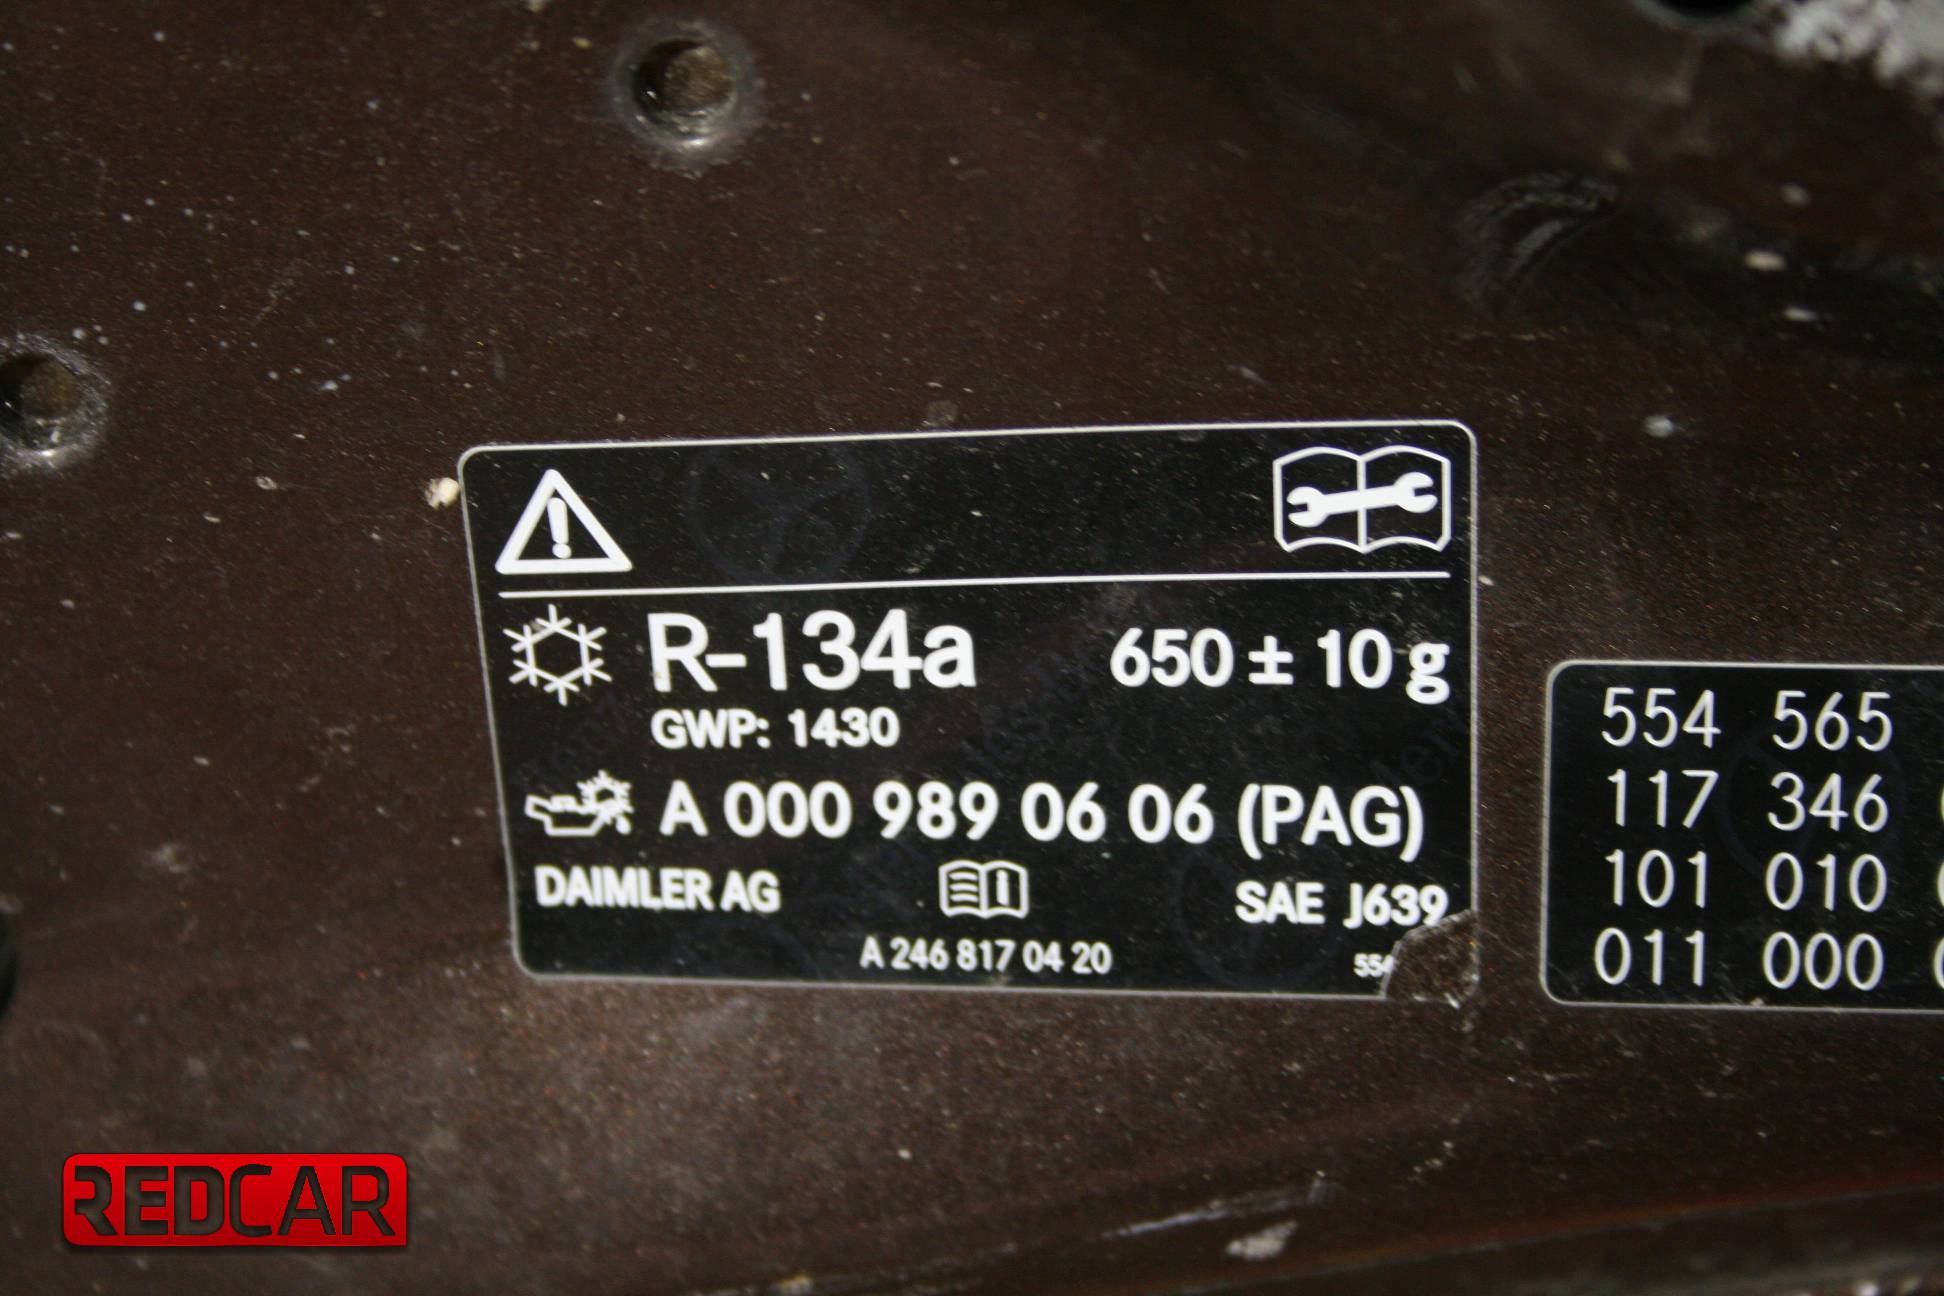 R-134a 650 ± 10 g
GWP: 1430
A 000 989 06 06 (PAG)
DAIMLER AG SAE J639
A 246 817 04 20
554
554 565
117 346
101 010
011 000
REDCAR